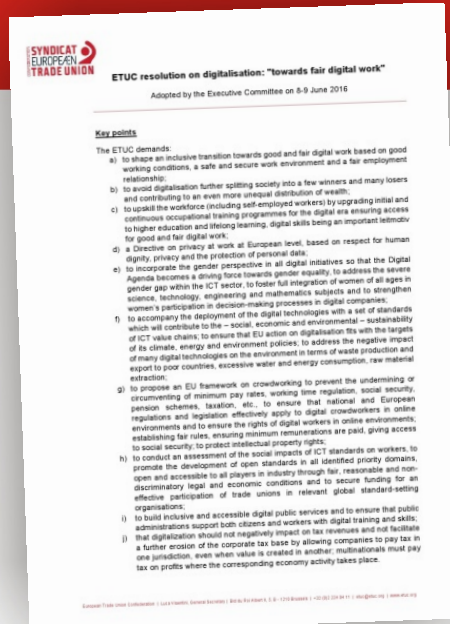 SYNDICAT
EUROPEAN
TRADE UNION
ETUC resolution on digitalisation: "towards fair digital work"
Adopted by the Executive Committee on 8-9 June 2016
Key points
The ETUC demands:
a) to shape an inclusive transition towards good and fair digital work based on good
working conditions, a safe and secure work environment and a fair employment
relationship;
b) to avoid digitalisation further splitting society into a few winners and many losers
and contributing to an even more unequal distribution of wealth;
c) to upskill the workforce (including self-employed workers) by upgrading initial and
continuous occupational training programmes for the digital era ensuring access
to higher education and lifelong learning, digital skills being an important leitmotiv
for good and fair digital work;
d) a Directive on privacy at work at European level, based on respect for human
dignity, privacy and the protection of personal data;
e) to incorporate the gender perspective in all digital initiatives so that the Digital
Agenda becomes a driving force towards gender equality, to address the severe
gender gap within the ICT sector, to foster full integration of women of all ages in
science, technology, engineering and mathematics subjects and to strengthen
women's participation in decision-making processes in digital companies;
f) to accompany the deployment of the digital technologies with a set of standards
which will contribute to the – social, economic and environmental – sustainability
of ICT value chains; to ensure that EU action on digitalisation fits with the targets
of its climate, energy and environment policies; to address the negative impact
of many digital technologies on the environment in terms of waste production and
export to poor countries, excessive water and energy consumption, raw material
extraction;
g) to propose an EU framework on crowdworking to prevent the undermining or
circumventing of minimum pay rates, working time regulation, social security,
pension schemes, taxation, etc., to ensure that national and European
regulations and legislation effectively apply to digital crowdworkers in online
environments and to ensure the rights of digital workers in online environments;
establishing fair rules, ensuring minimum remunerations are paid, giving access
to social security; to protect intellectual property rights;
h) to conduct an assessment of the social impacts of ICT standards on workers, to
promote the development of open standards in all identified priority domains,
open and accessible to all players in industry through fair, reasonable and non-
discriminatory legal and economic conditions and to secure funding for an
effective participation of trade unions in relevant global standard-setting
organisations;
i) to build inclusive and accessible digital public services and to ensure that public
administrations support both citizens and workers with digital training and skills;
j) that digitalization should not negatively impact on tax revenues and not facilitate
a further erosion of the corporate tax base by allowing companies to pay tax in
one jurisdiction, even when value is created in another; multinationals must pay
tax on profits where the corresponding economy activity takes place.
European Trade Union Confederation | Luca Visentini, General Secretary |